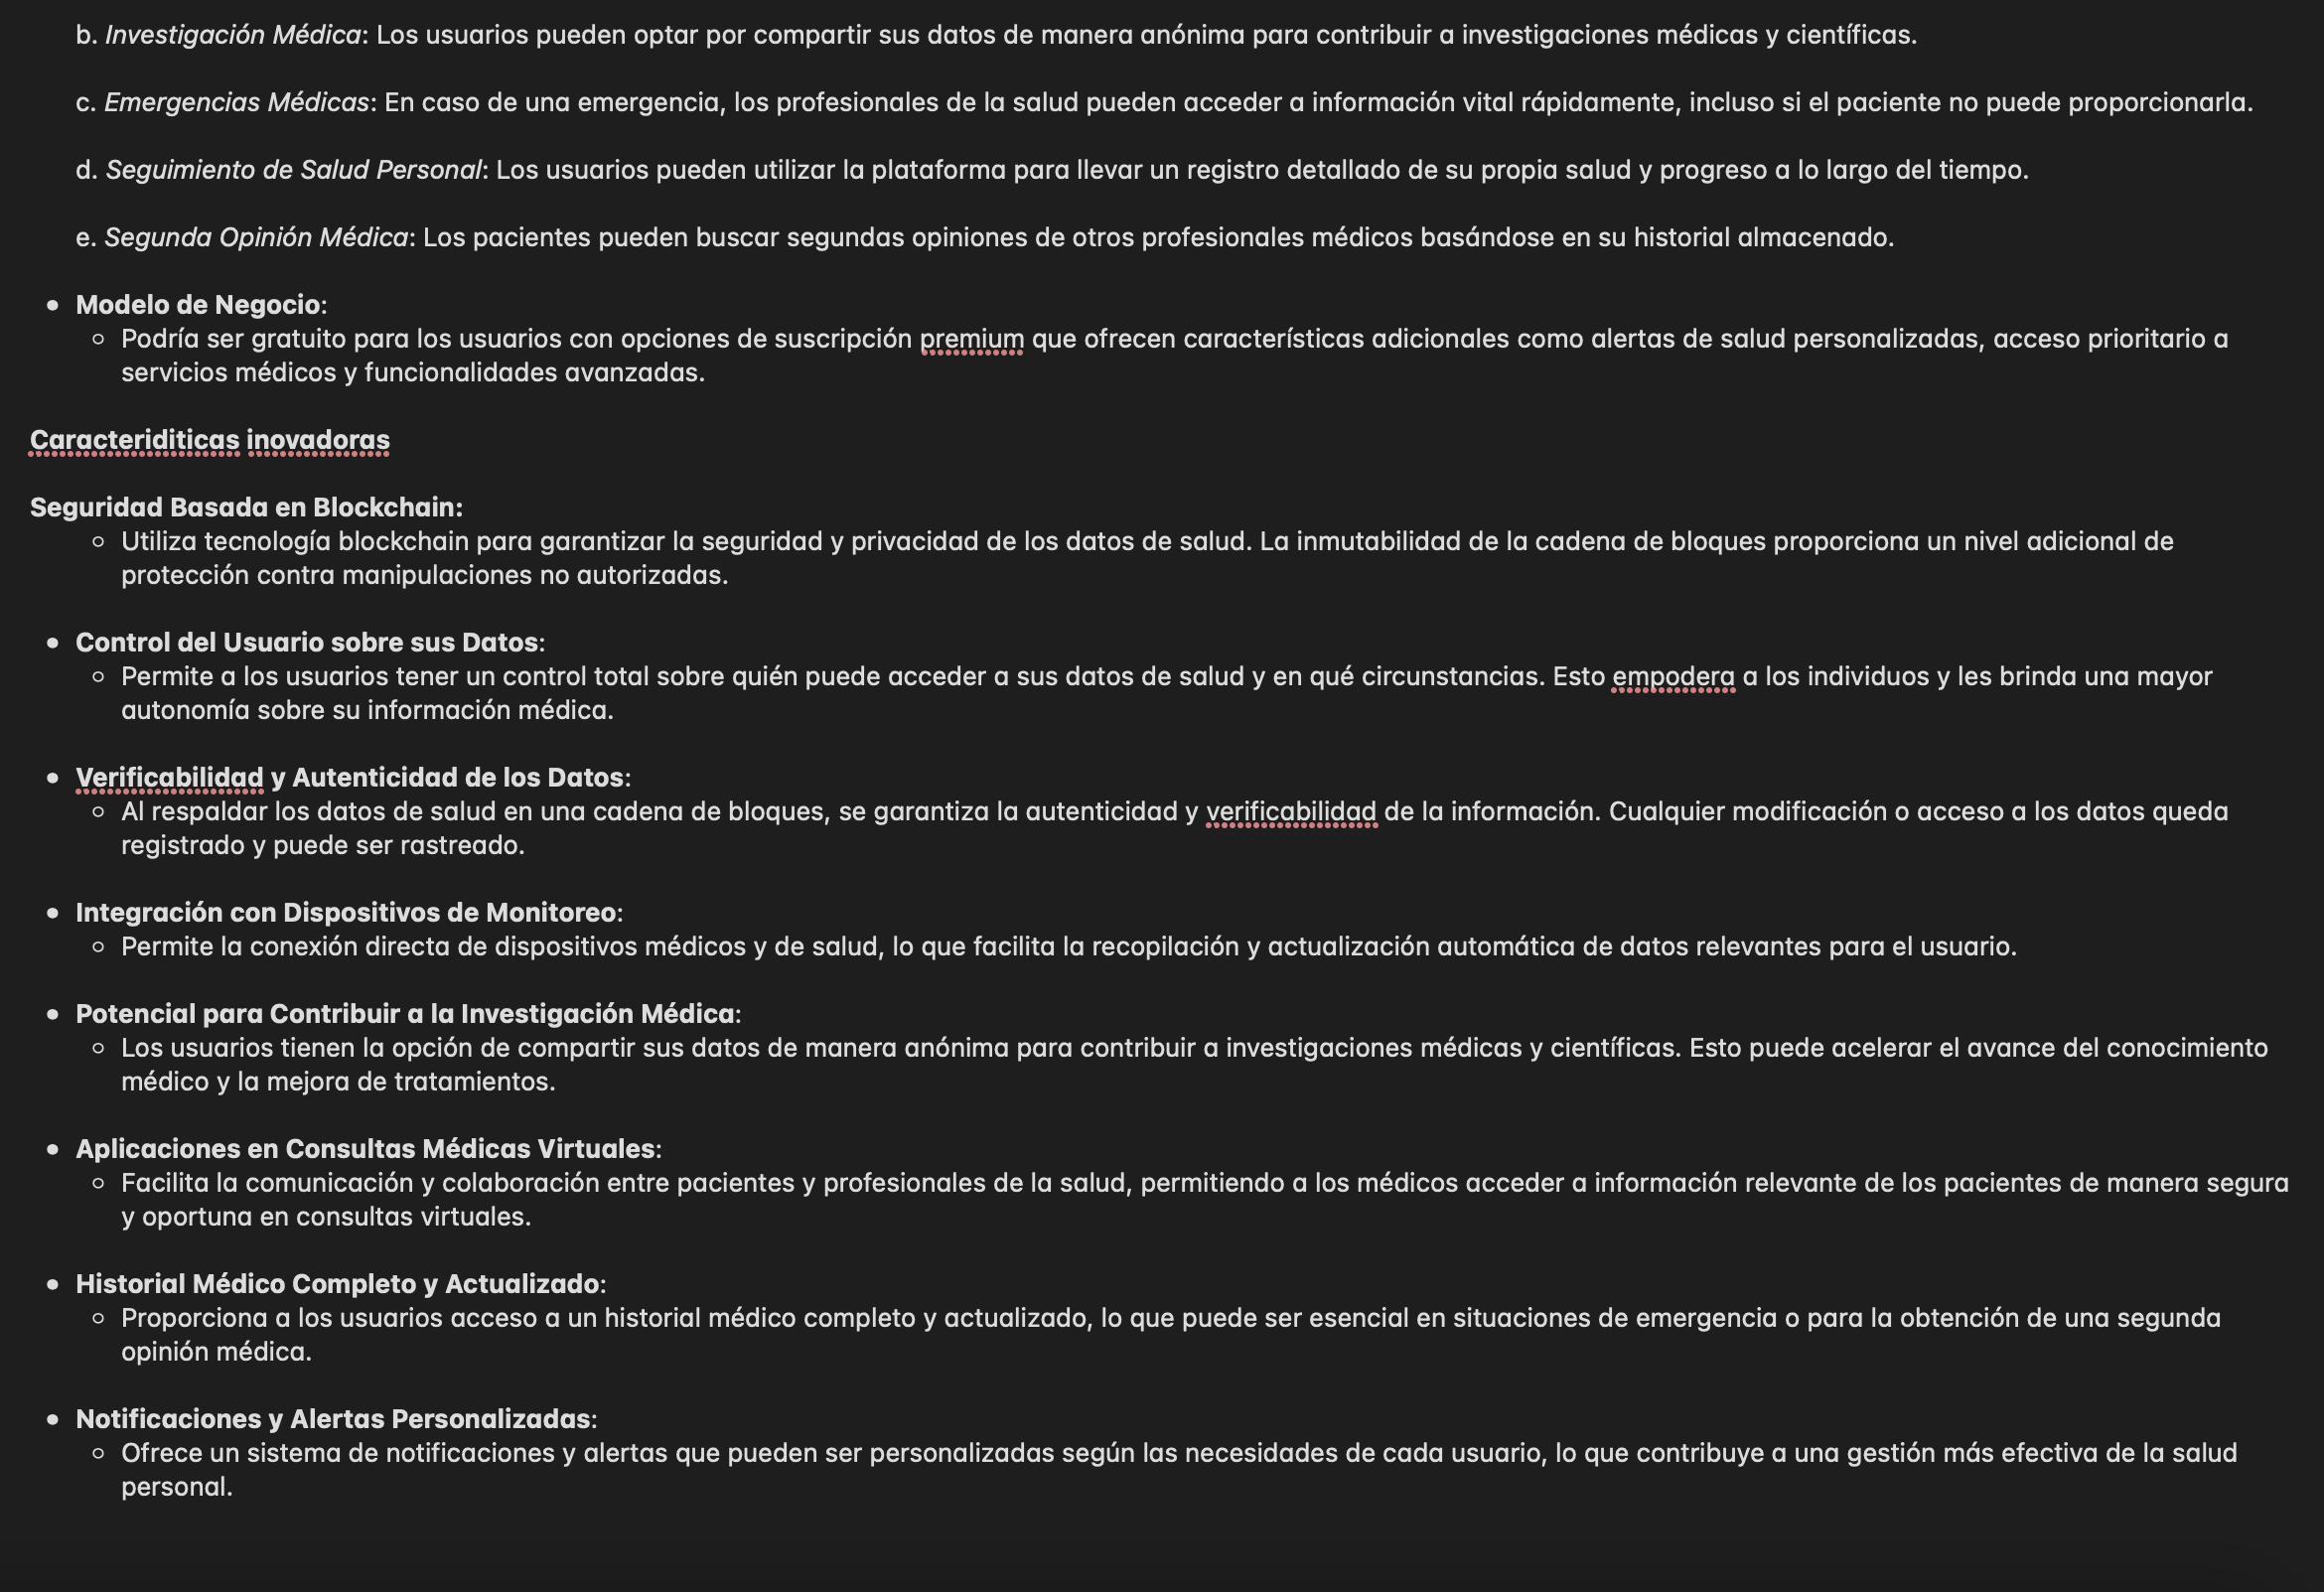 b. Investigación Médica: Los usuarios pueden optar por compartir sus datos de manera anónima para contribuir a investigaciones médicas y científicas.
c. Emergencias Médicas: En caso de una emergencia, los profesionales de la salud pueden acceder a información vital rápidamente, incluso si el paciente no puede proporcionarla.
d. Seguimiento de Salud Personal: Los usuarios pueden utilizar la plataforma para llevar un registro detallado de su propia salud y progreso a lo largo del tiempo.
e. Segunda Opinión Médica: Los pacientes pueden buscar segundas opiniones de otros profesionales médicos basándose en su historial almacenado.
• Modelo de Negocio:
○ Podría ser gratuito para los usuarios con opciones de suscripción premium que ofrecen características adicionales como alertas de salud personalizadas, acceso prioritario a
servicios médicos y funcionalidades avanzadas.
Caracteriditicas inovadoras
Seguridad Basada en Blockchain:
○ Utiliza tecnología blockchain para garantizar la seguridad y privacidad de los datos de salud. La inmutabilidad de la cadena de bloques proporciona un nivel adicional de
protección contra manipulaciones no autorizadas.
• Control del Usuario sobre sus Datos:
○ Permite a los usuarios tener un control total sobre quién puede acceder a sus datos de salud y en qué circunstancias. Esto empodera a los individuos y les brinda una mayor
autonomía sobre su información médica.
• Verificabilidad y Autenticidad de los Datos:
○ Al respaldar los datos de salud en una cadena de bloques, se garantiza la autenticidad y verificabilidad de la información. Cualquier modificación o acceso a los datos queda
registrado y puede ser rastreado.
• Integración con Dispositivos de Monitoreo:
○ Permite la conexión directa de dispositivos médicos y de salud, lo que facilita la recopilación y actualización automática de datos relevantes para el usuario.
• Potencial para Contribuir a la Investigación Médica:
○ Los usuarios tienen la opción de compartir sus datos de manera anónima para contribuir a investigaciones médicas y científicas. Esto puede acelerar el avance del conocimiento
médico y la mejora de tratamientos.
• Aplicaciones en Consultas Médicas Virtuales:
○ Facilita la comunicación y colaboración entre pacientes y profesionales de la salud, permitiendo a los médicos acceder a información relevante de los pacientes de manera segura
y oportuna en consultas virtuales.
• Historial Médico Completo y Actualizado:
○ Proporciona a los usuarios acceso a un historial médico completo y actualizado, lo que puede ser esencial en situaciones de emergencia o para la obtención de una segunda
opinión médica.
• Notificaciones y Alertas Personalizadas:
○ Ofrece un sistema de notificaciones y alertas que pueden ser personalizadas según las necesidades de cada usuario, lo que contribuye a una gestión más efectiva de la salud
personal.